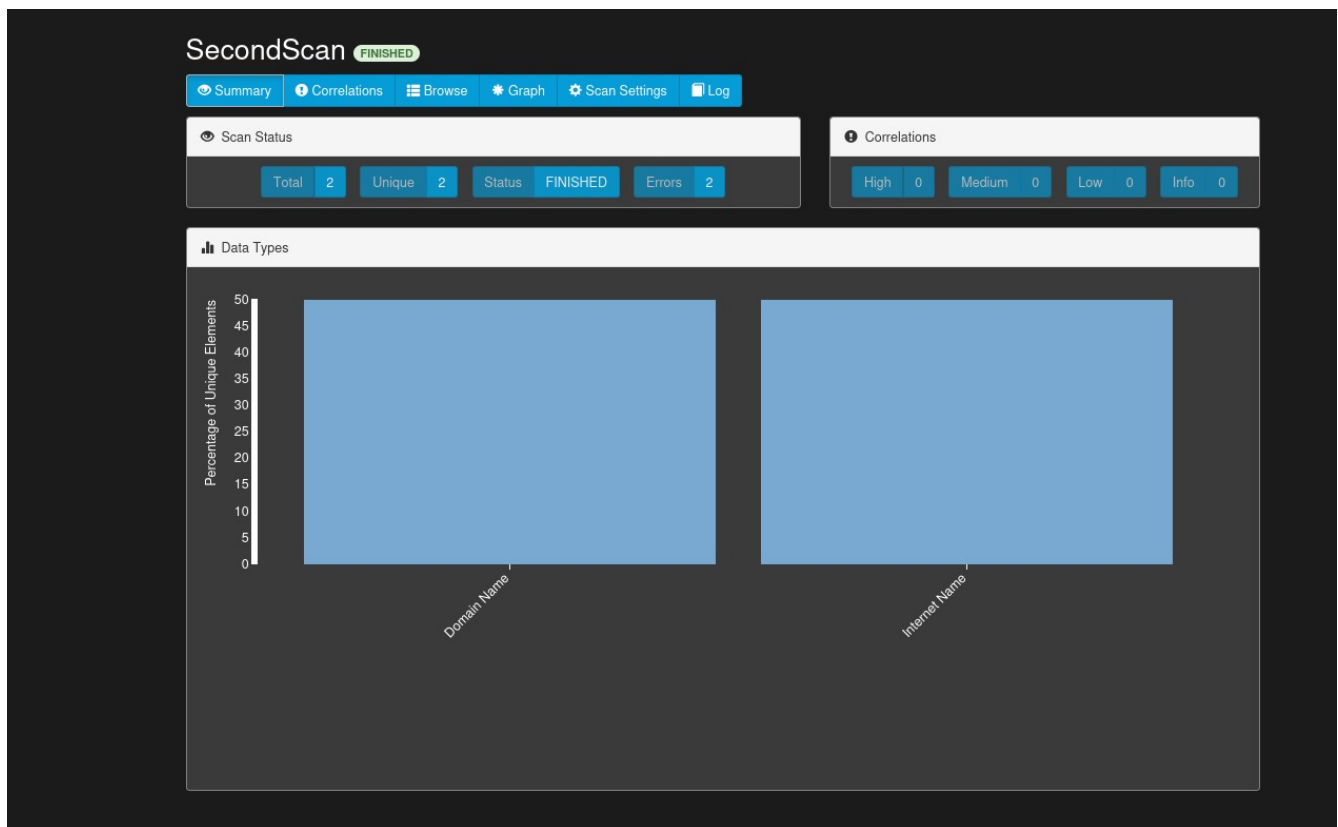 SecondScan FINISHED
Summary Correlations Browse Graph Scan Settings Log
Scan Status
Total 2 Unique 2 Status FINISHED Errors 2
Correlations
High 0 Medium 0 Low 0 Info 0
Data Types
Percentage of Unique Elements
50
45
40
35
30
25
20
15
10
5
0
Domain Name
Internet Name